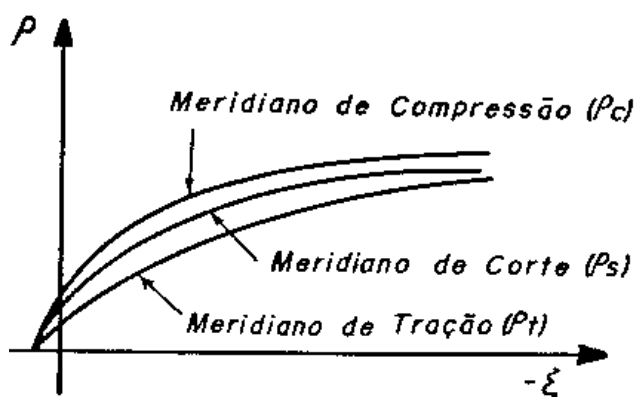 ρ
Meridiano de Compressão (ρc)
Meridiano de Corte (ρs)
Meridiano de Tração (ρt)
-ξ